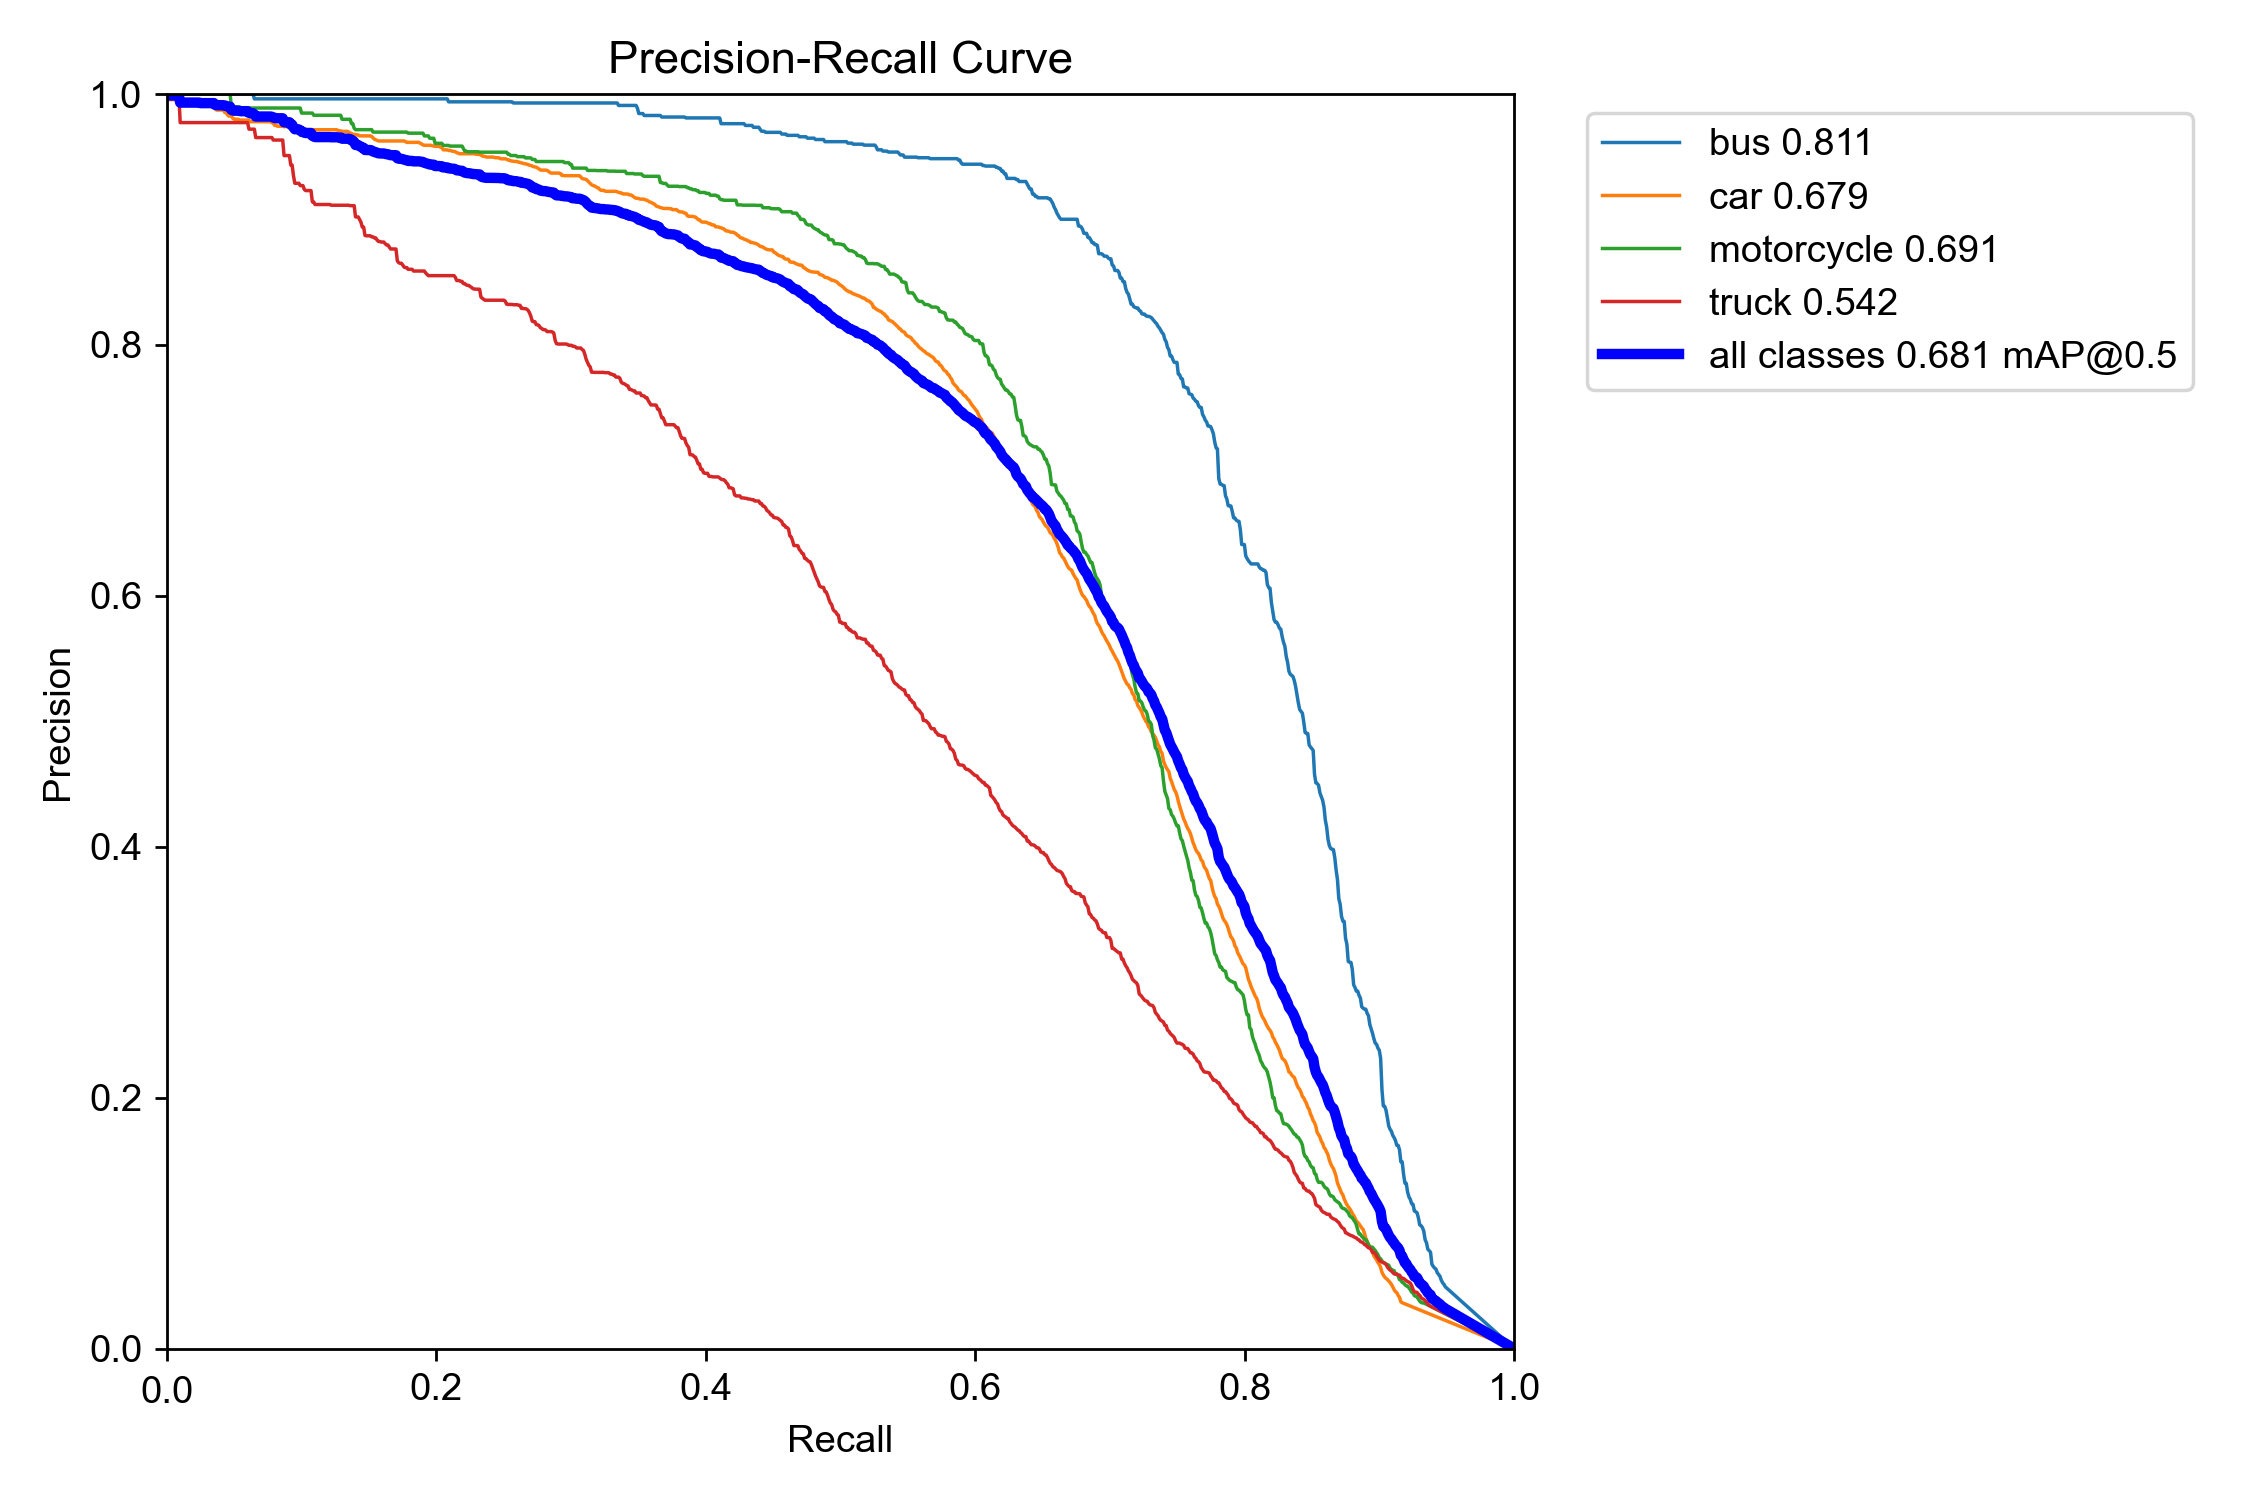 Precision-Recall Curve
1.0
0.8
0.6
0.4
0.2
0.0
Precision
0.0 0.2 0.4 0.6 0.8 1.0
Recall
bus 0.811
car 0.679
motorcycle 0.691
truck 0.542
all classes 0.681 mAP@0.5